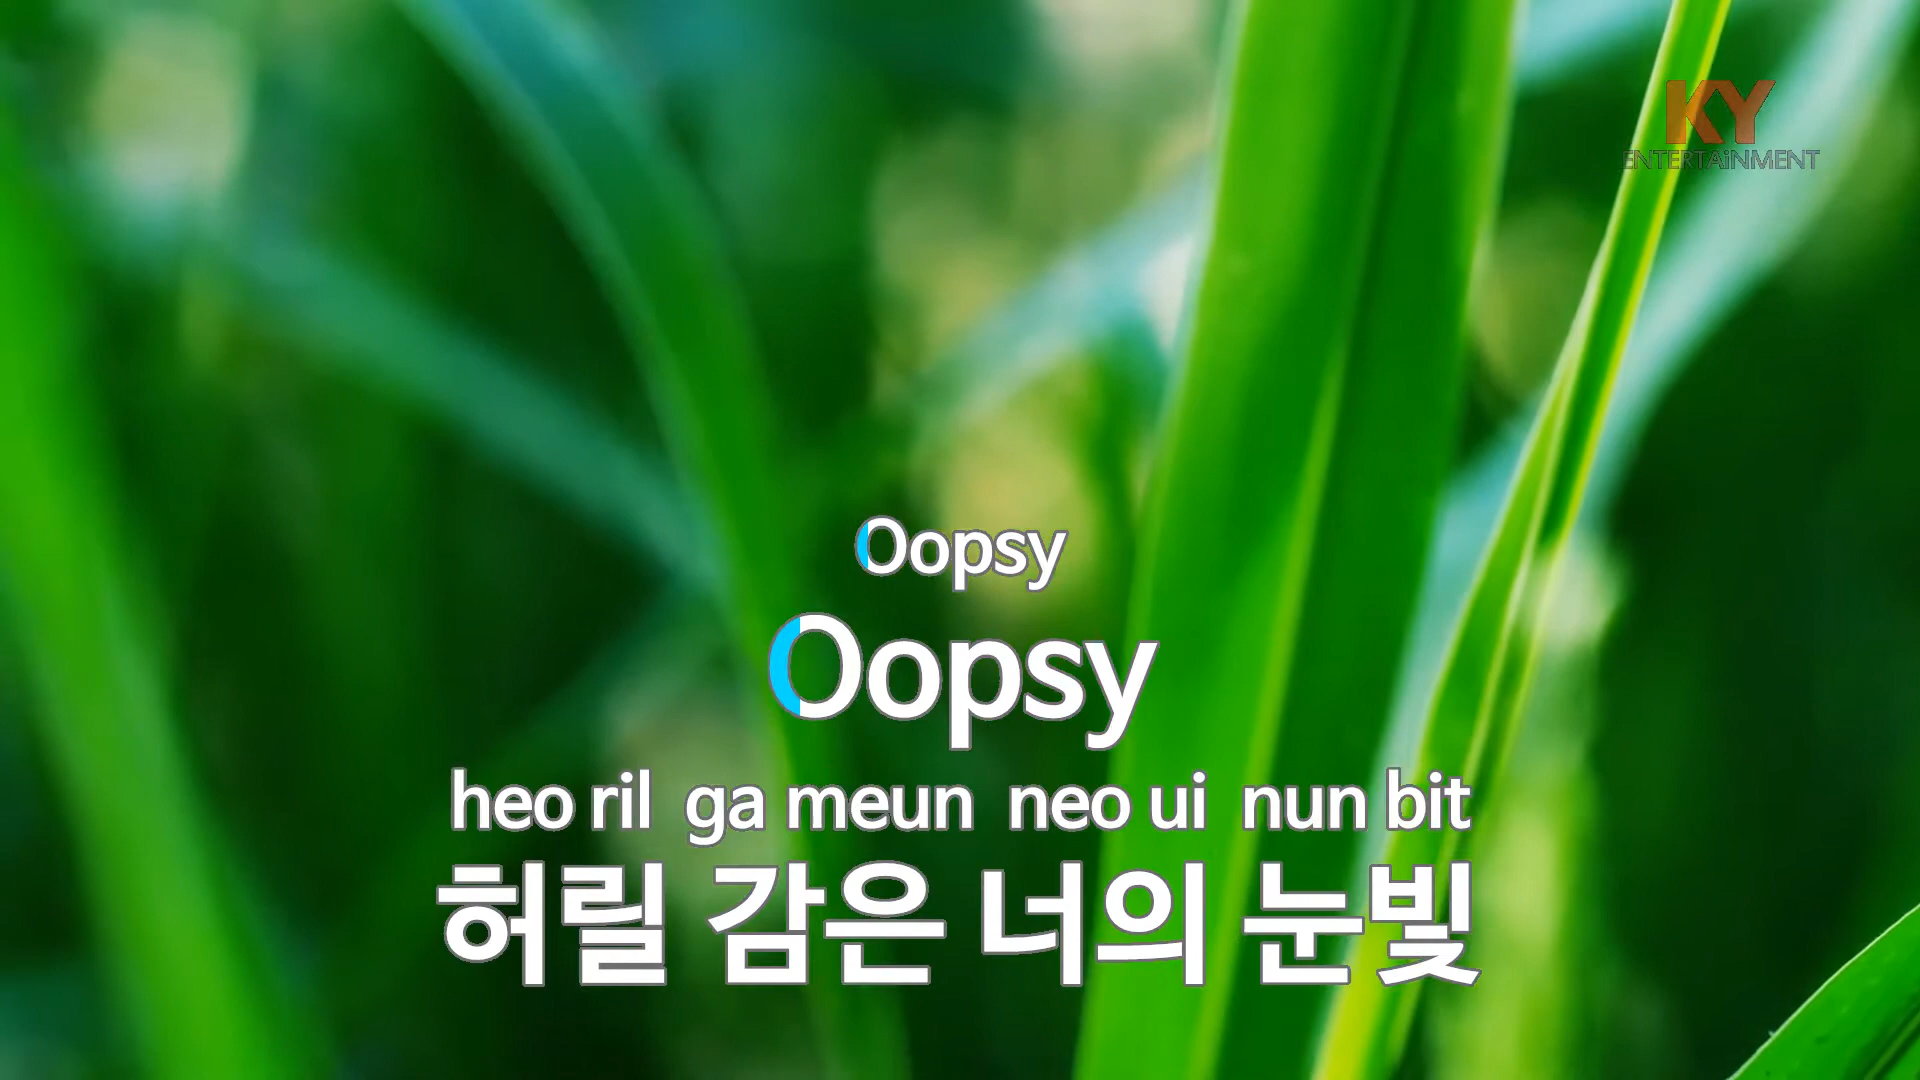 KY
ENTERTAiNMENT
Oopsy
Oopsy
heo ril ga meun neo ui nun bit
허릴 감은 너의 눈빛